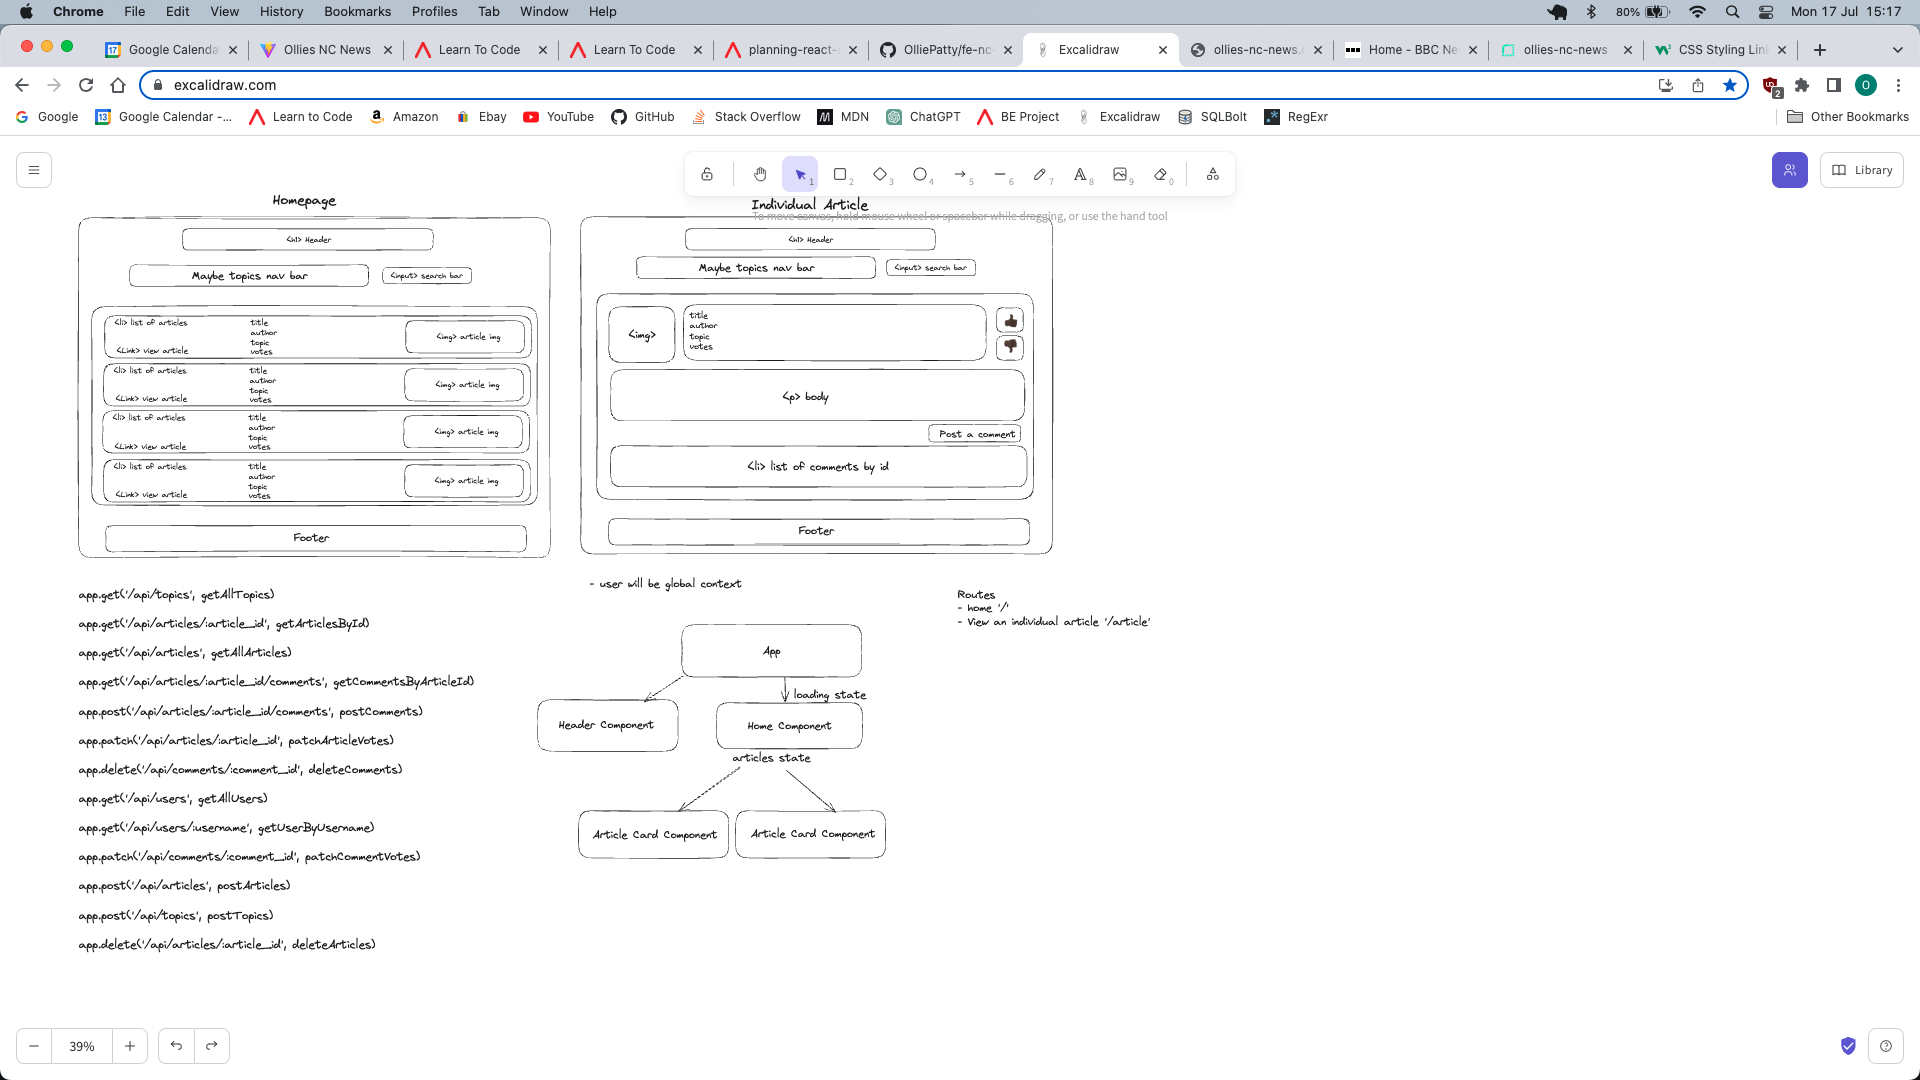 Chrome File Edit View History Bookmarks Profiles Tab Window Help 80% Mon 17 Jul 15:17
Google Calenda Ollies NC News Learn To Code Learn To Code planning-react- OlliePatty/fe-nc- Excalidraw ollies-nc-news. Home - BBC Ne ollies-nc-news CSS Styling Lin
excalidraw.com 2 O
Google Google Calendar -... Learn to Code Amazon Ebay YouTube GitHub Stack Overflow MDN ChatGPT BE Project Excalidraw SQLBolt RegExr Other Bookmarks
1 2 3 4 5 6 7 8 9 0 Library
To move canvas, hold mouse wheel or spacebar while dragging, or use the hand tool
Homepage
<h1> Header
Maybe topics nav bar <input> search bar
<li> list of articles title
author
topic
<Link> view article votes
<img> article img
<li> list of articles title
author
topic
<Link> view article votes
<img> article img
<li> list of articles title
author
topic
<Link> view article votes
<img> article img
<li> list of articles title
author
topic
<Link> view article votes
<img> article img
Footer
Individual Article
<h1> Header
Maybe topics nav bar <input> search bar
<img>
title
author
topic
votes
<p> body
Post a comment
<li> list of comments by id
Footer
app.get('/api/topics', getAllTopics)
app.get('/api/articles/:article_id', getArticlesById)
app.get('/api/articles', getAllArticles)
app.get('/api/articles/:article_id/comments', getCommentsByArticleId)
app.post('/api/articles/:article_id/comments', postComments)
app.patch('/api/articles/:article_id', patchArticleVotes)
app.delete('/api/comments/:comment_id', deleteComments)
app.get('/api/users', getAllUsers)
app.get('/api/users/:username', getUserByUsername)
app.patch('/api/comments/:comment_id', patchCommentVotes)
app.post('/api/articles', postArticles)
app.post('/api/topics', postTopics)
app.delete('/api/articles/:article_id', deleteArticles)
- user will be global context
App
loading state
Header Component
Home Component
articles state
Article Card Component
Article Card Component
Routes
- home '/'
- View an individual article '/article'
39%